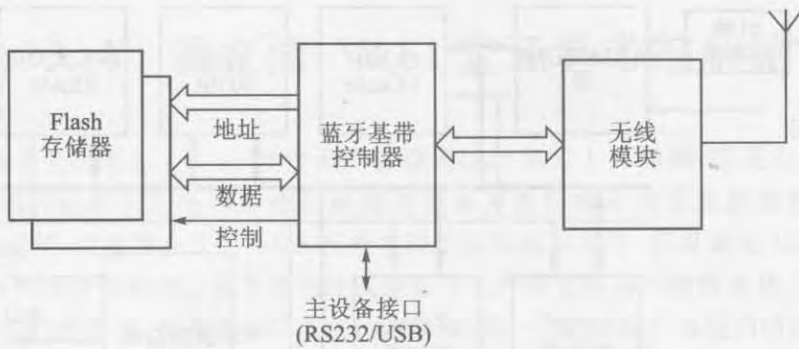 Flash
存储器
地址
数据
控制
蓝牙基带
控制器
无线
模块
主设备接口
(RS232/USB)